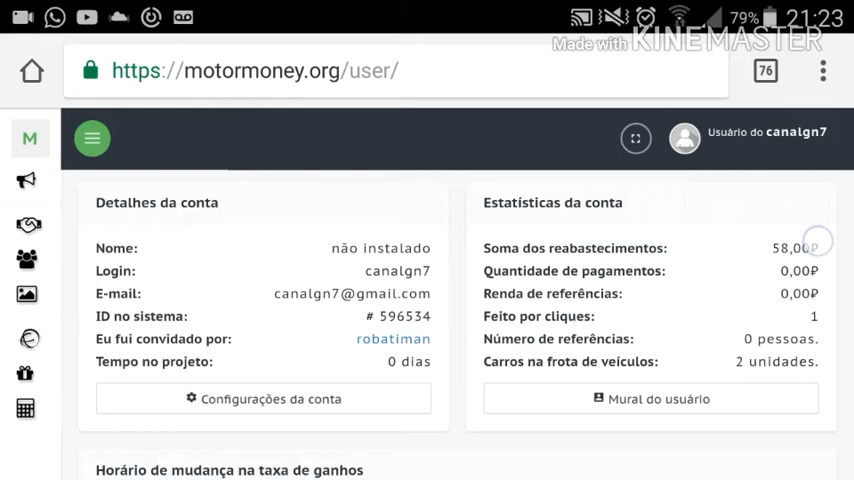 79% 21:23
Made with KINEMASTER
https://motormoney.org/user/
76
M
Usuário do canalgn7
Detalhes da conta
Nome: não instalado
Login: canalgn7
E-mail: canalgn7@gmail.com
ID no sistema: # 596534
Eu fui convidado por: robatiman
Tempo no projeto: 0 dias
Configurações da conta
Estatísticas da conta
Soma dos reabastecimentos: 58,00₽
Quantidade de pagamentos: 0,00₽
Renda de referências: 0,00₽
Feito por cliques: 1
Número de referências: 0 pessoas.
Carros na frota de veículos: 2 unidades.
Mural do usuário
Horário de mudança na taxa de ganhos